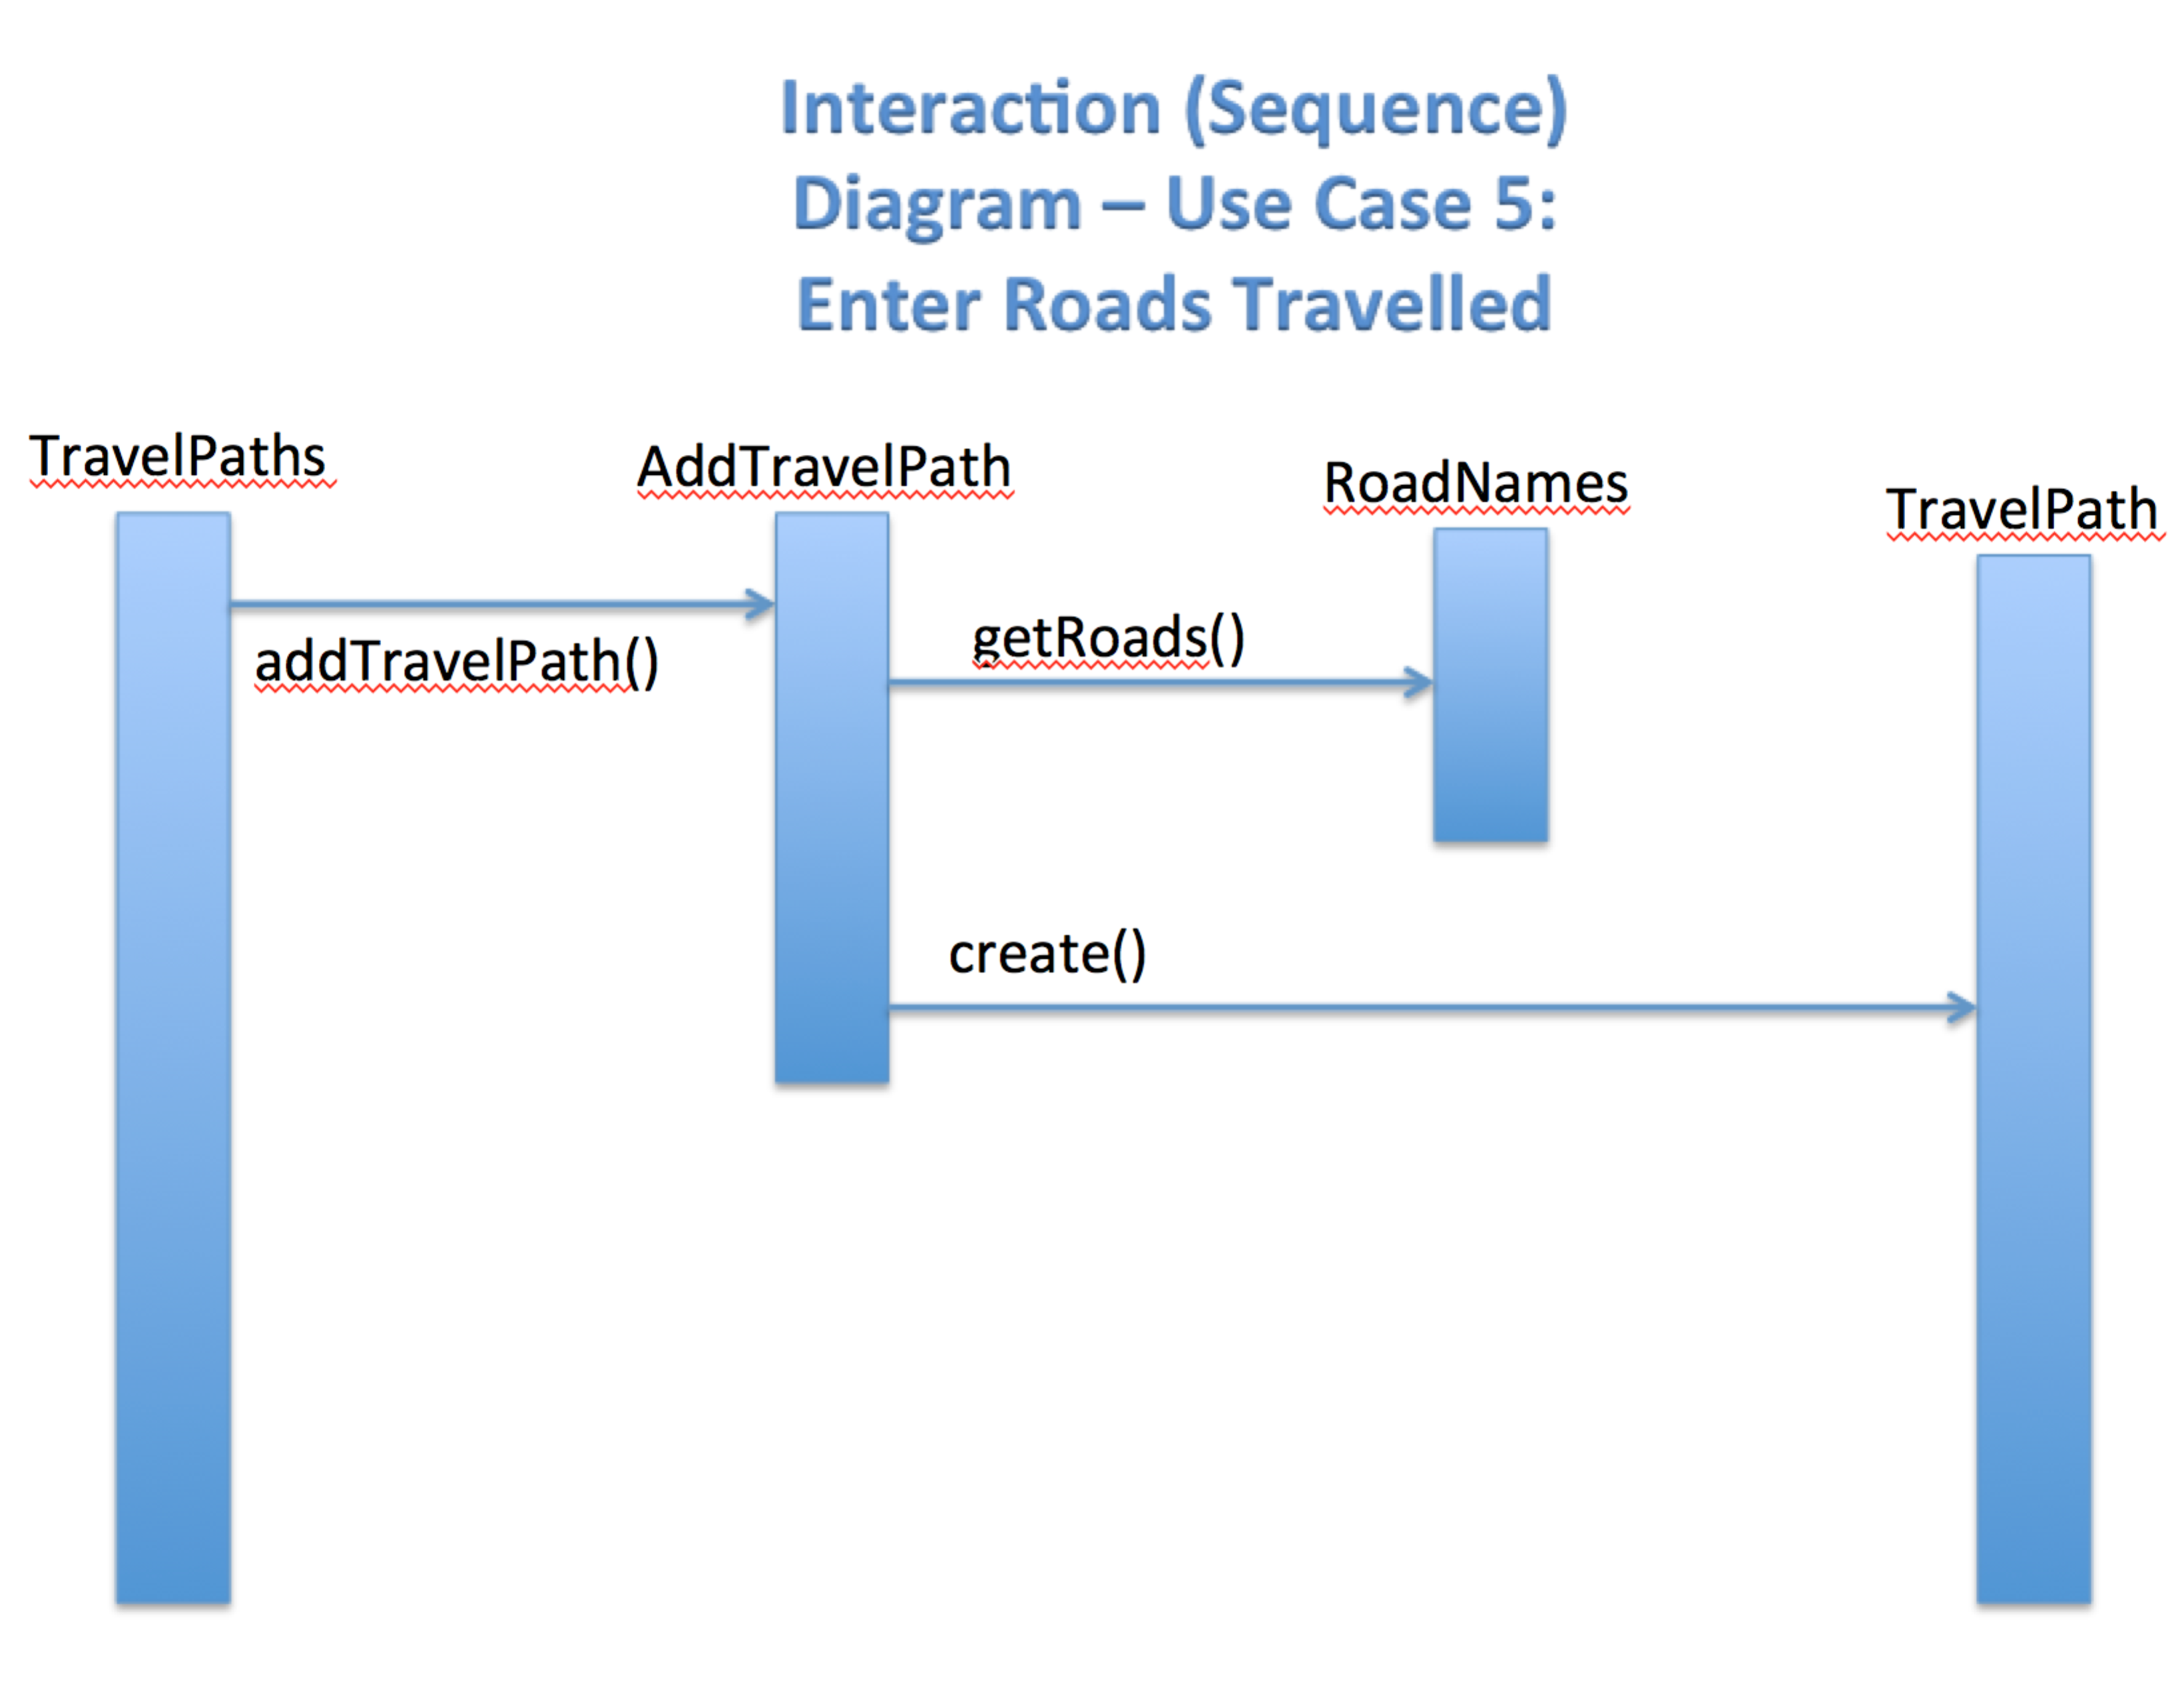 Interaction (Sequence)
Diagram – Use Case 5:
Enter Roads Travelled
TravelPaths
AddTravelPath
RoadNames
TravelPath
addTravelPath()
getRoads()
create()